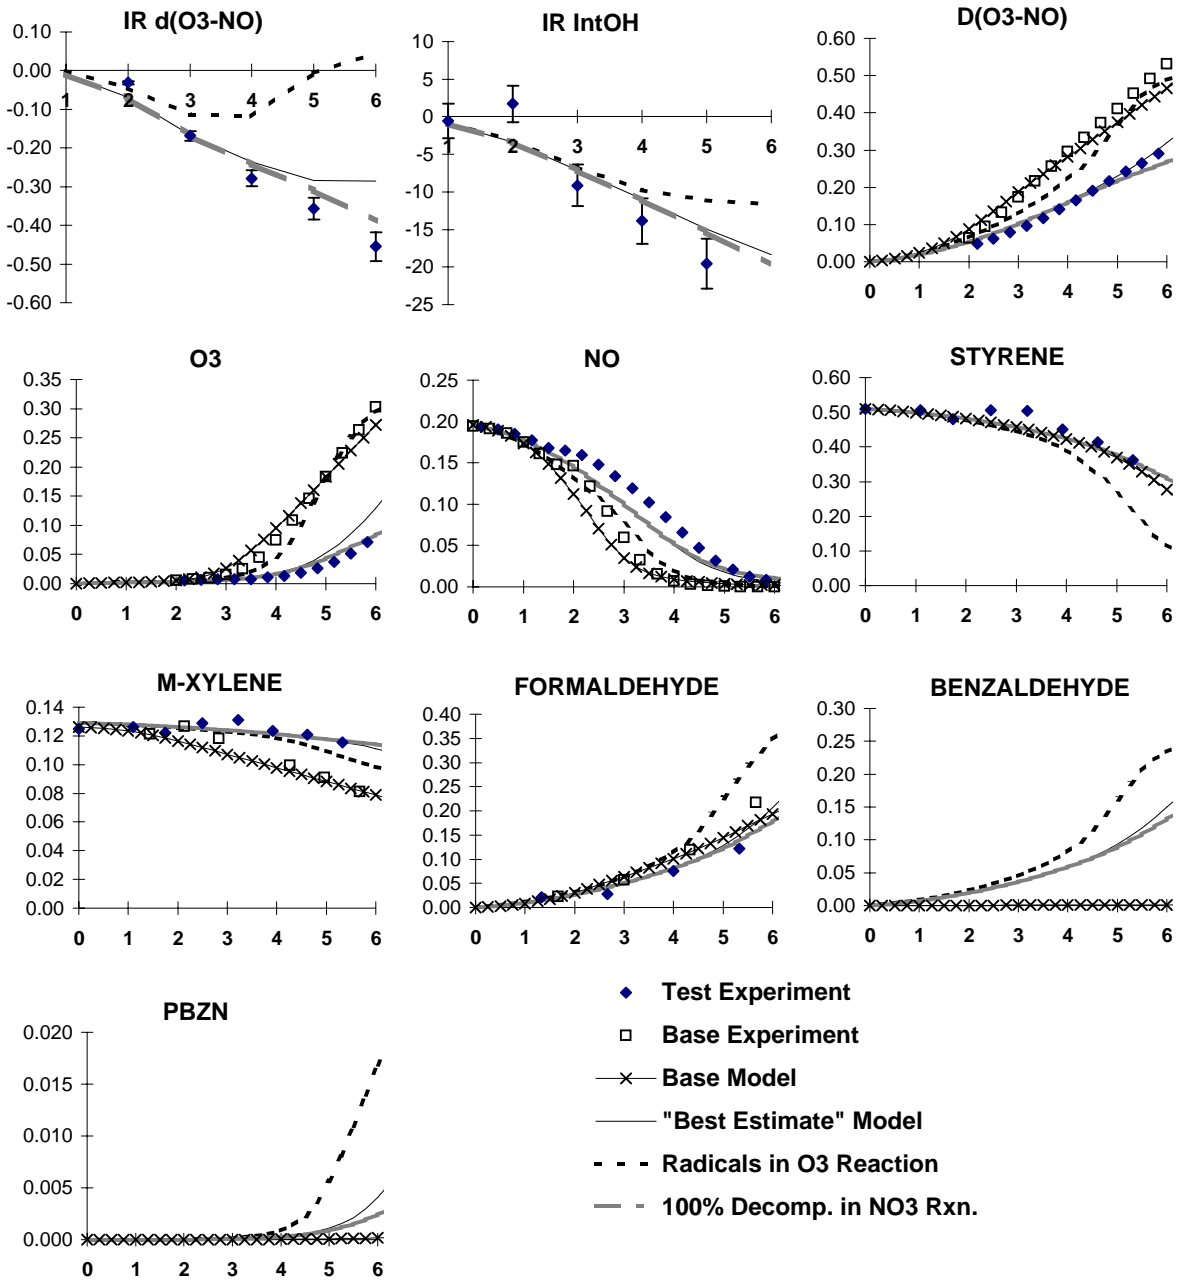 IR d(O3-NO)
0.10
0.00
-0.10
-0.20
-0.30
-0.40
-0.50
-0.60
1 2 3 4 5 6
IR IntOH
10
5
0
-5
-10
-15
-20
-25
1 2 3 4 5 6
D(O3-NO)
0.60
0.50
0.40
0.30
0.20
0.10
0.00
0 1 2 3 4 5 6
O3
0.35
0.30
0.25
0.20
0.15
0.10
0.05
0.00
0 1 2 3 4 5 6
NO
0.25
0.20
0.15
0.10
0.05
0.00
0 1 2 3 4 5 6
STYRENE
0.60
0.50
0.40
0.30
0.20
0.10
0.00
0 1 2 3 4 5 6
M-XYLENE
0.14
0.12
0.10
0.08
0.06
0.04
0.02
0.00
0 1 2 3 4 5 6
FORMALDEHYDE
0.40
0.35
0.30
0.25
0.20
0.15
0.10
0.05
0.00
0 1 2 3 4 5 6
BENZALDEHYDE
0.30
0.25
0.20
0.15
0.10
0.05
0.00
0 1 2 3 4 5 6
PBZN
0.020
0.015
0.010
0.005
0.000
0 1 2 3 4 5 6
Test Experiment
Base Experiment
Base Model
"Best Estimate" Model
Radicals in O3 Reaction
100% Decomp. in NO3 Rxn.